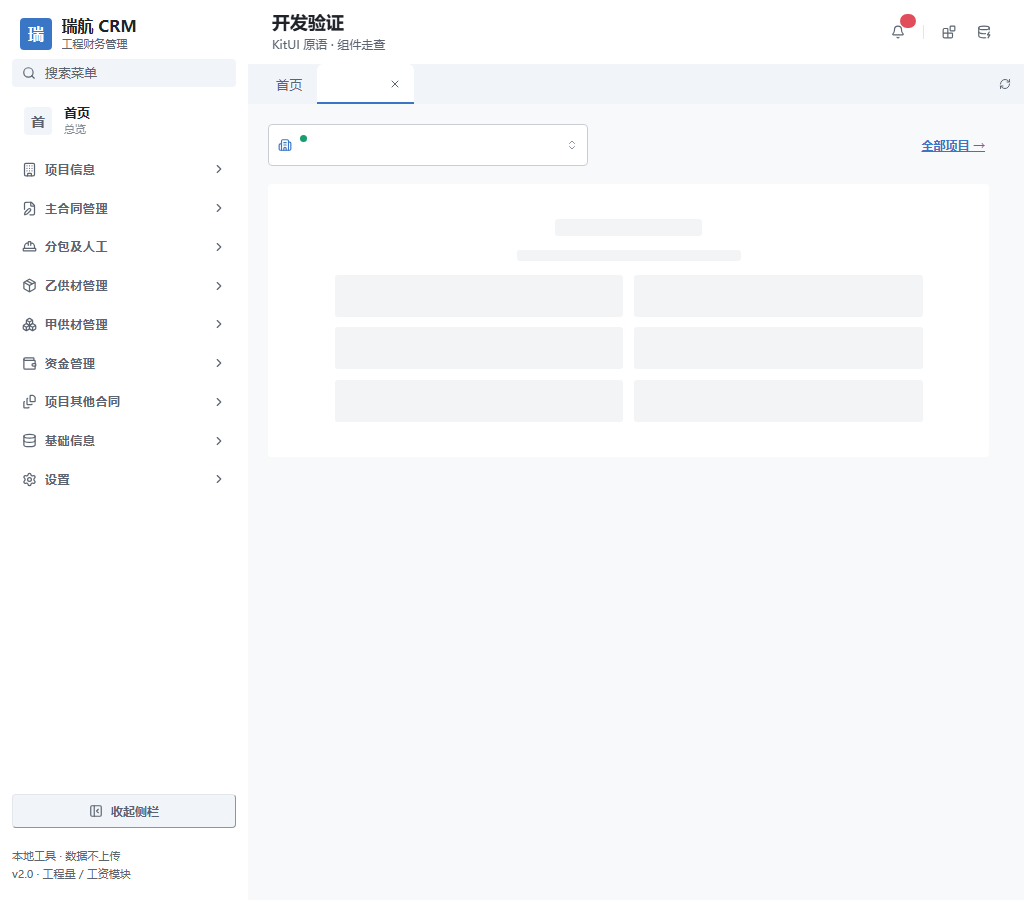 瑞
瑞航 CRM
工程财务管理
搜索菜单
首
首页
总览
项目信息
主合同管理
分包及人工
乙供材管理
甲供材管理
资金管理
项目其他合同
基础信息
设置
收起侧栏
本地工具 · 数据不上传
v2.0 · 工程量 / 工资模块
开发验证
KitUI 原语 · 组件走查
首页
全部项目 →